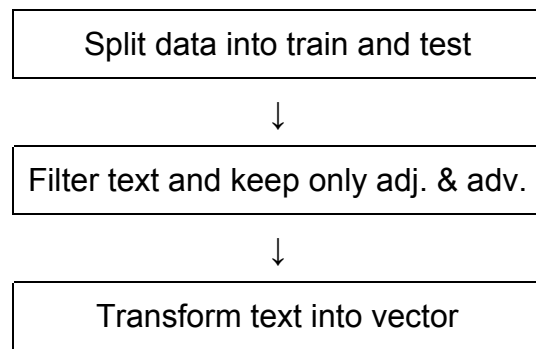 Split data into train and test
↓
Filter text and keep only adj. & adv.
↓
Transform text into vector